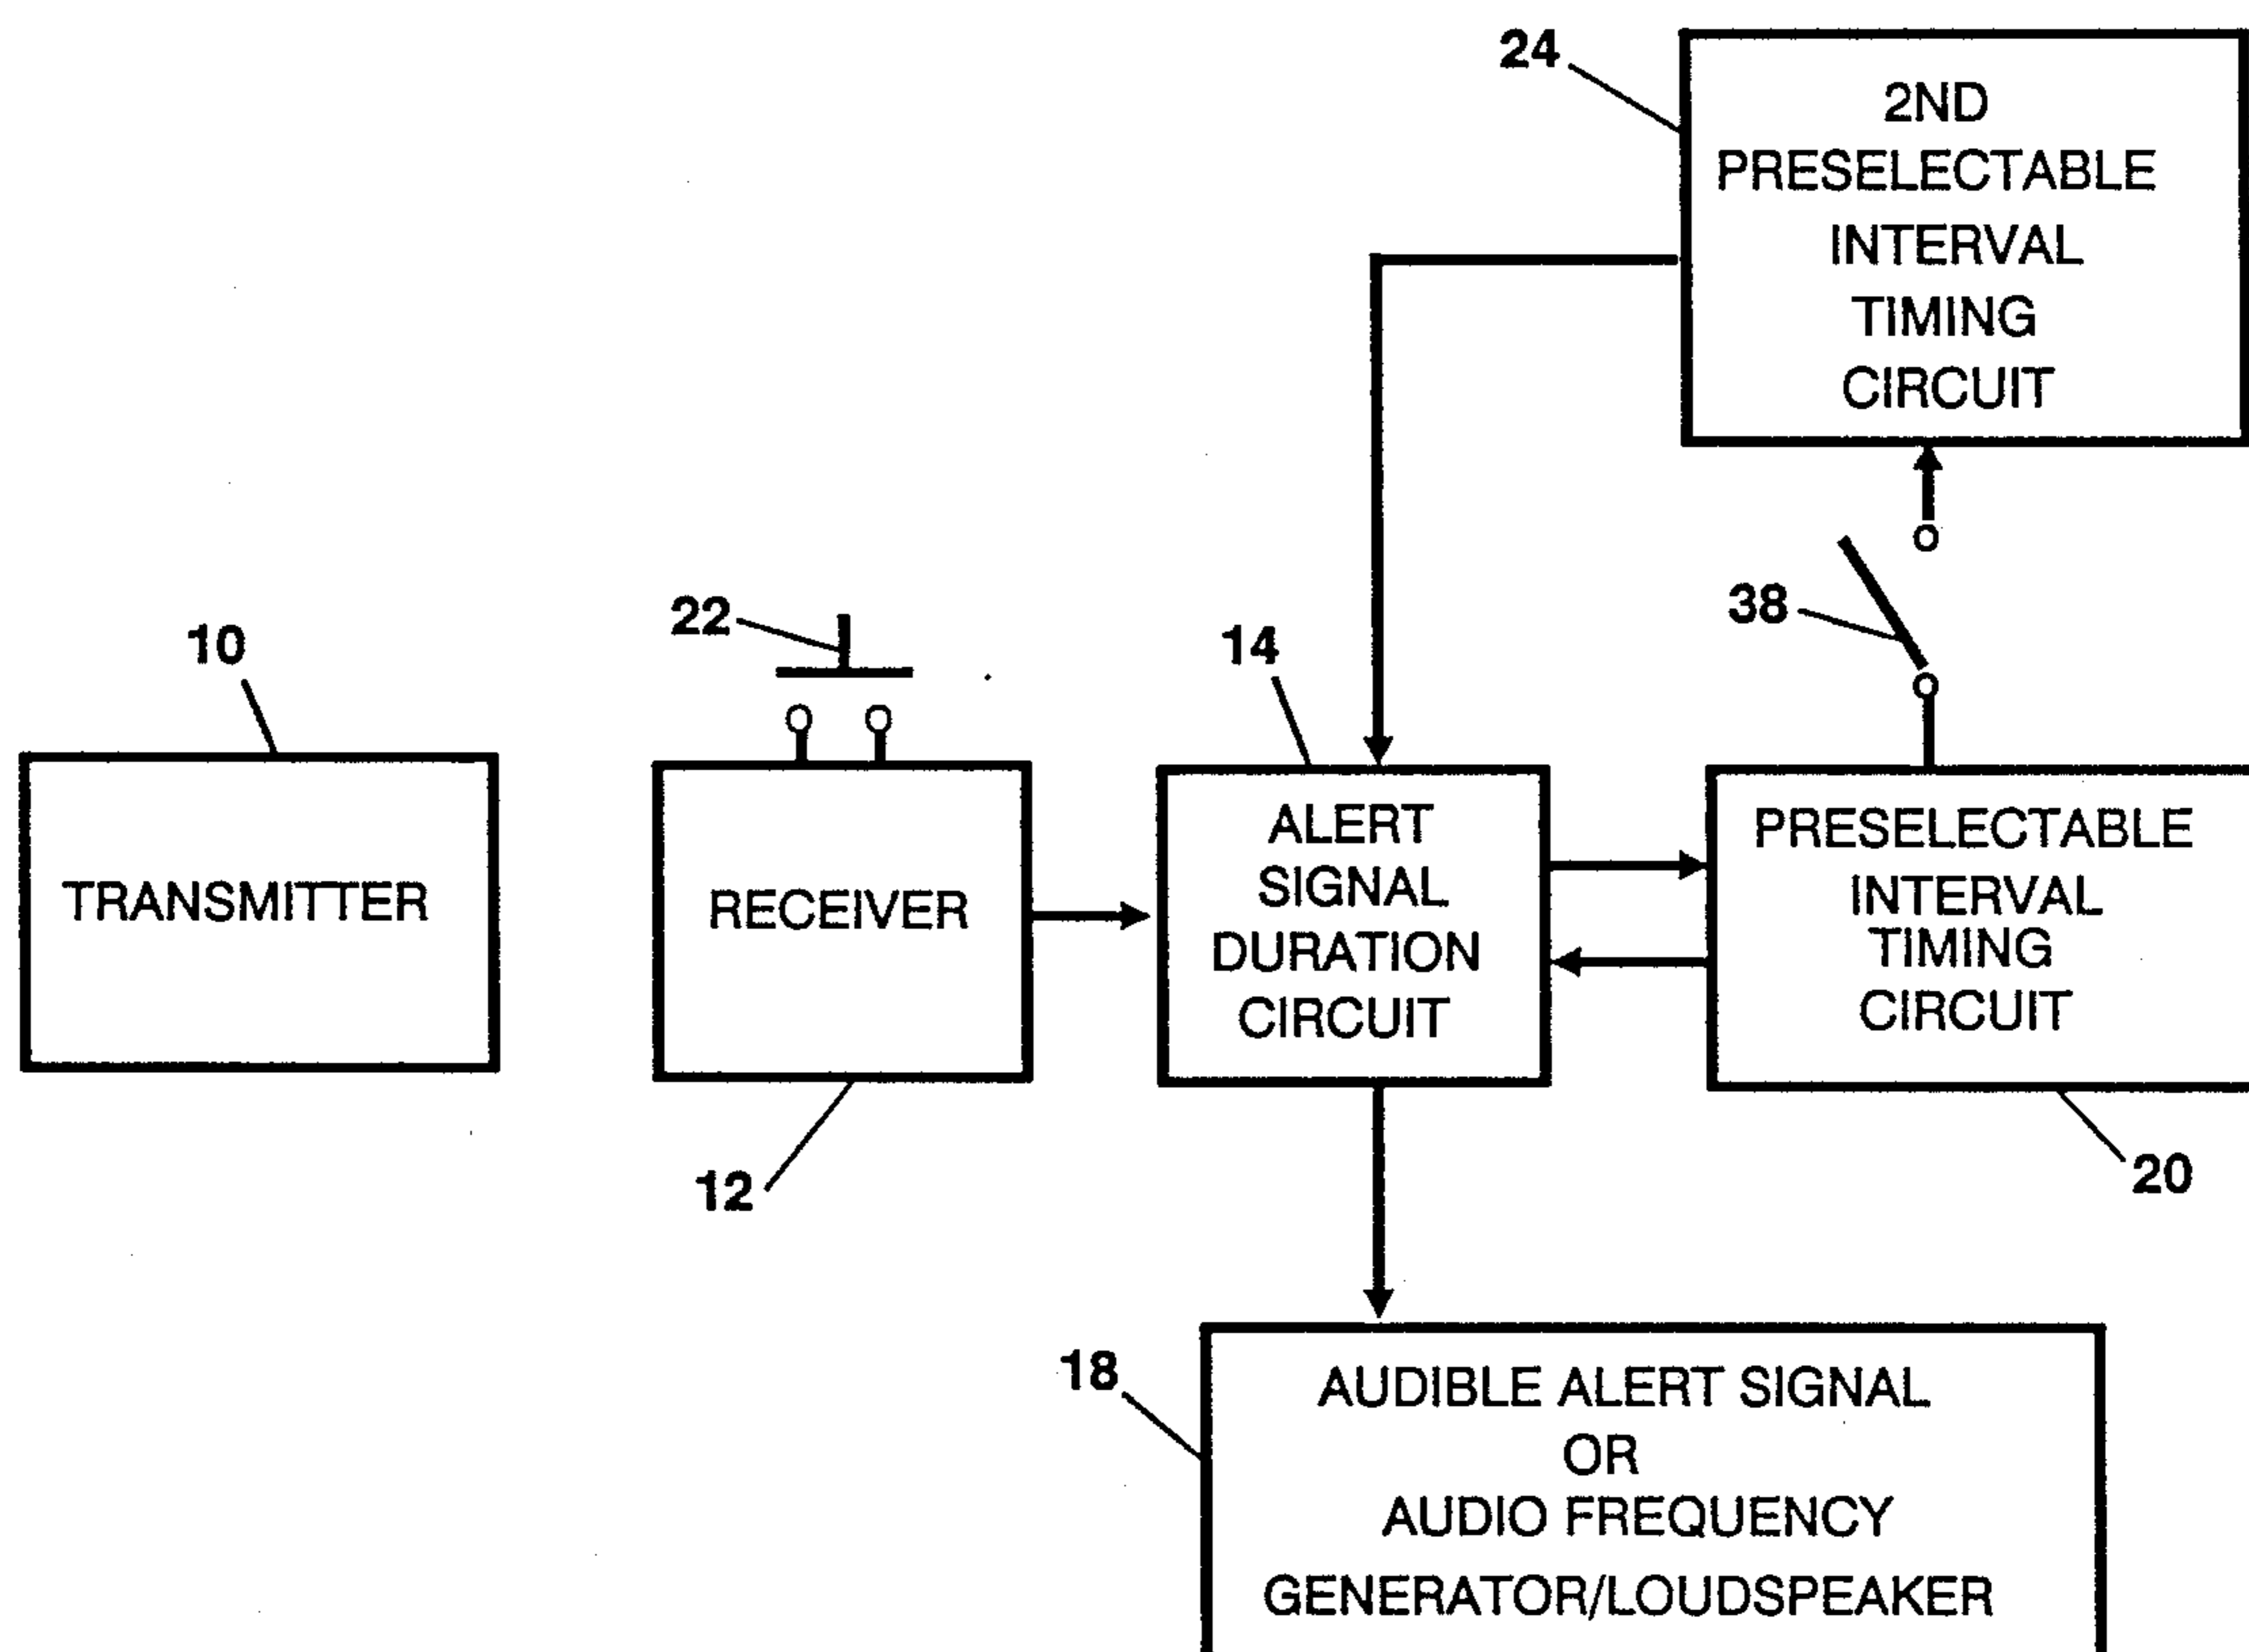 24
2ND
PRESELECTABLE
INTERVAL
TIMING
CIRCUIT
38
22
10
14
TRANSMITTER
RECEIVER
12
ALERT
SIGNAL
DURATION
CIRCUIT
PRESELECTABLE
INTERVAL
TIMING
CIRCUIT
20
18
AUDIBLE ALERT SIGNAL
OR
AUDIO FREQUENCY
GENERATOR/LOUDSPEAKER